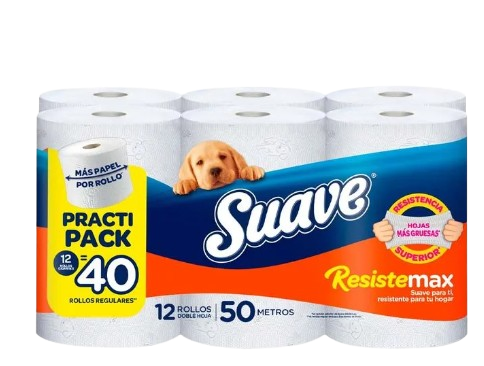 MÁS PAPEL
POR ROLLO*
PRACTI
PACK
12
=
40
ROLLOS REGULARES**
Suave®
RESISTENCIA
HOJAS
MÁS GRUESAS*
SUPERIOR*
Resistemax
Suave para ti,
resistente para tu hogar
12 ROLLOS
DOBLE HOJA
50 METROS